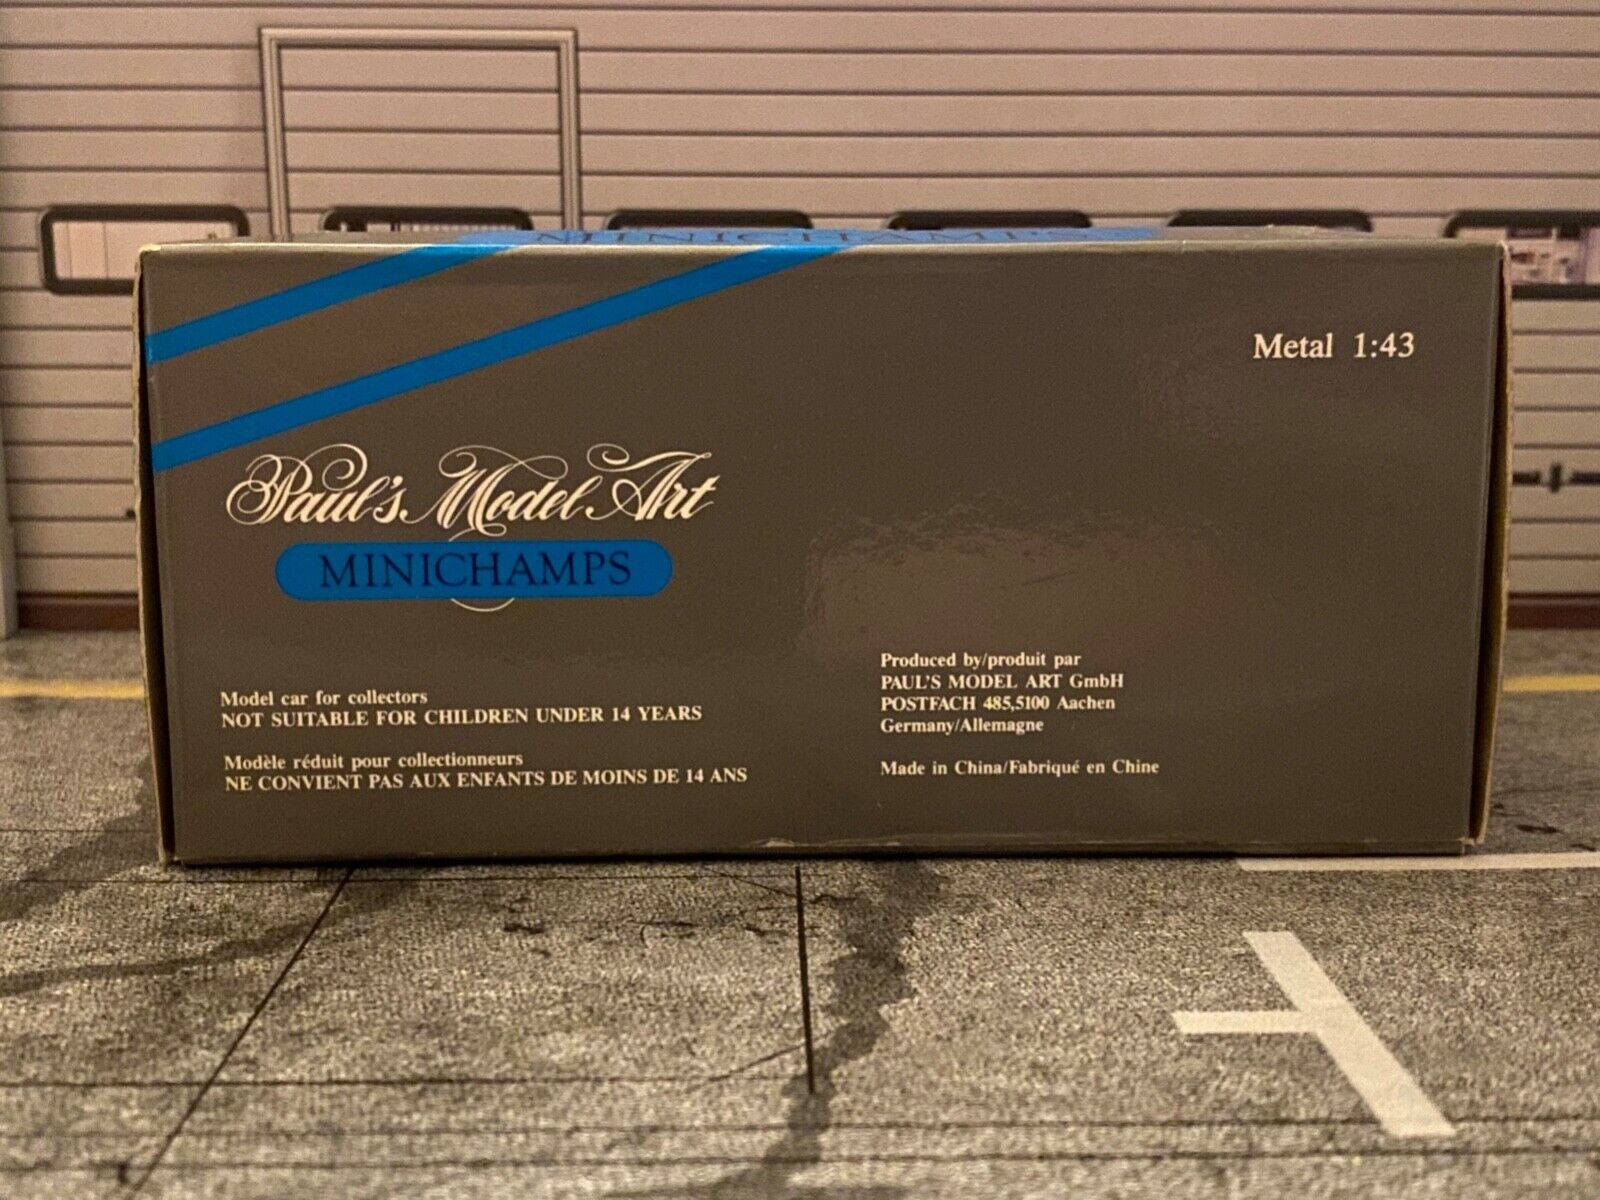 MINICHAMPS
Metal 1:43
Paul's Model Art
MINICHAMPS
Model car for collectors
NOT SUITABLE FOR CHILDREN UNDER 14 YEARS
Modèle réduit pour collectionneurs
NE CONVIENT PAS AUX ENFANTS DE MOINS DE 14 ANS
Produced by/produit par
PAUL'S MODEL ART GmbH
POSTFACH 485,5100 Aachen
Germany/Allemagne
Made in China/Fabriqué en Chine